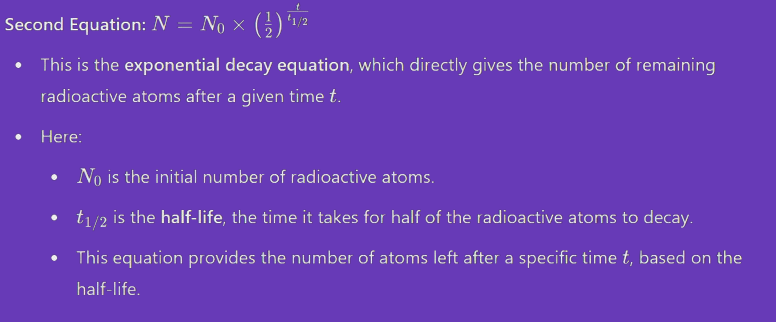 Second Equation: $N = N_0 \times \left(\frac{1}{2}\right)^{\frac{t}{t_{1/2}}}$
• This is the exponential decay equation, which directly gives the number of remaining
radioactive atoms after a given time $t$.
• Here:
• $N_0$ is the initial number of radioactive atoms.
• $t_{1/2}$ is the half-life, the time it takes for half of the radioactive atoms to decay.
• This equation provides the number of atoms left after a specific time $t$, based on the
half-life.